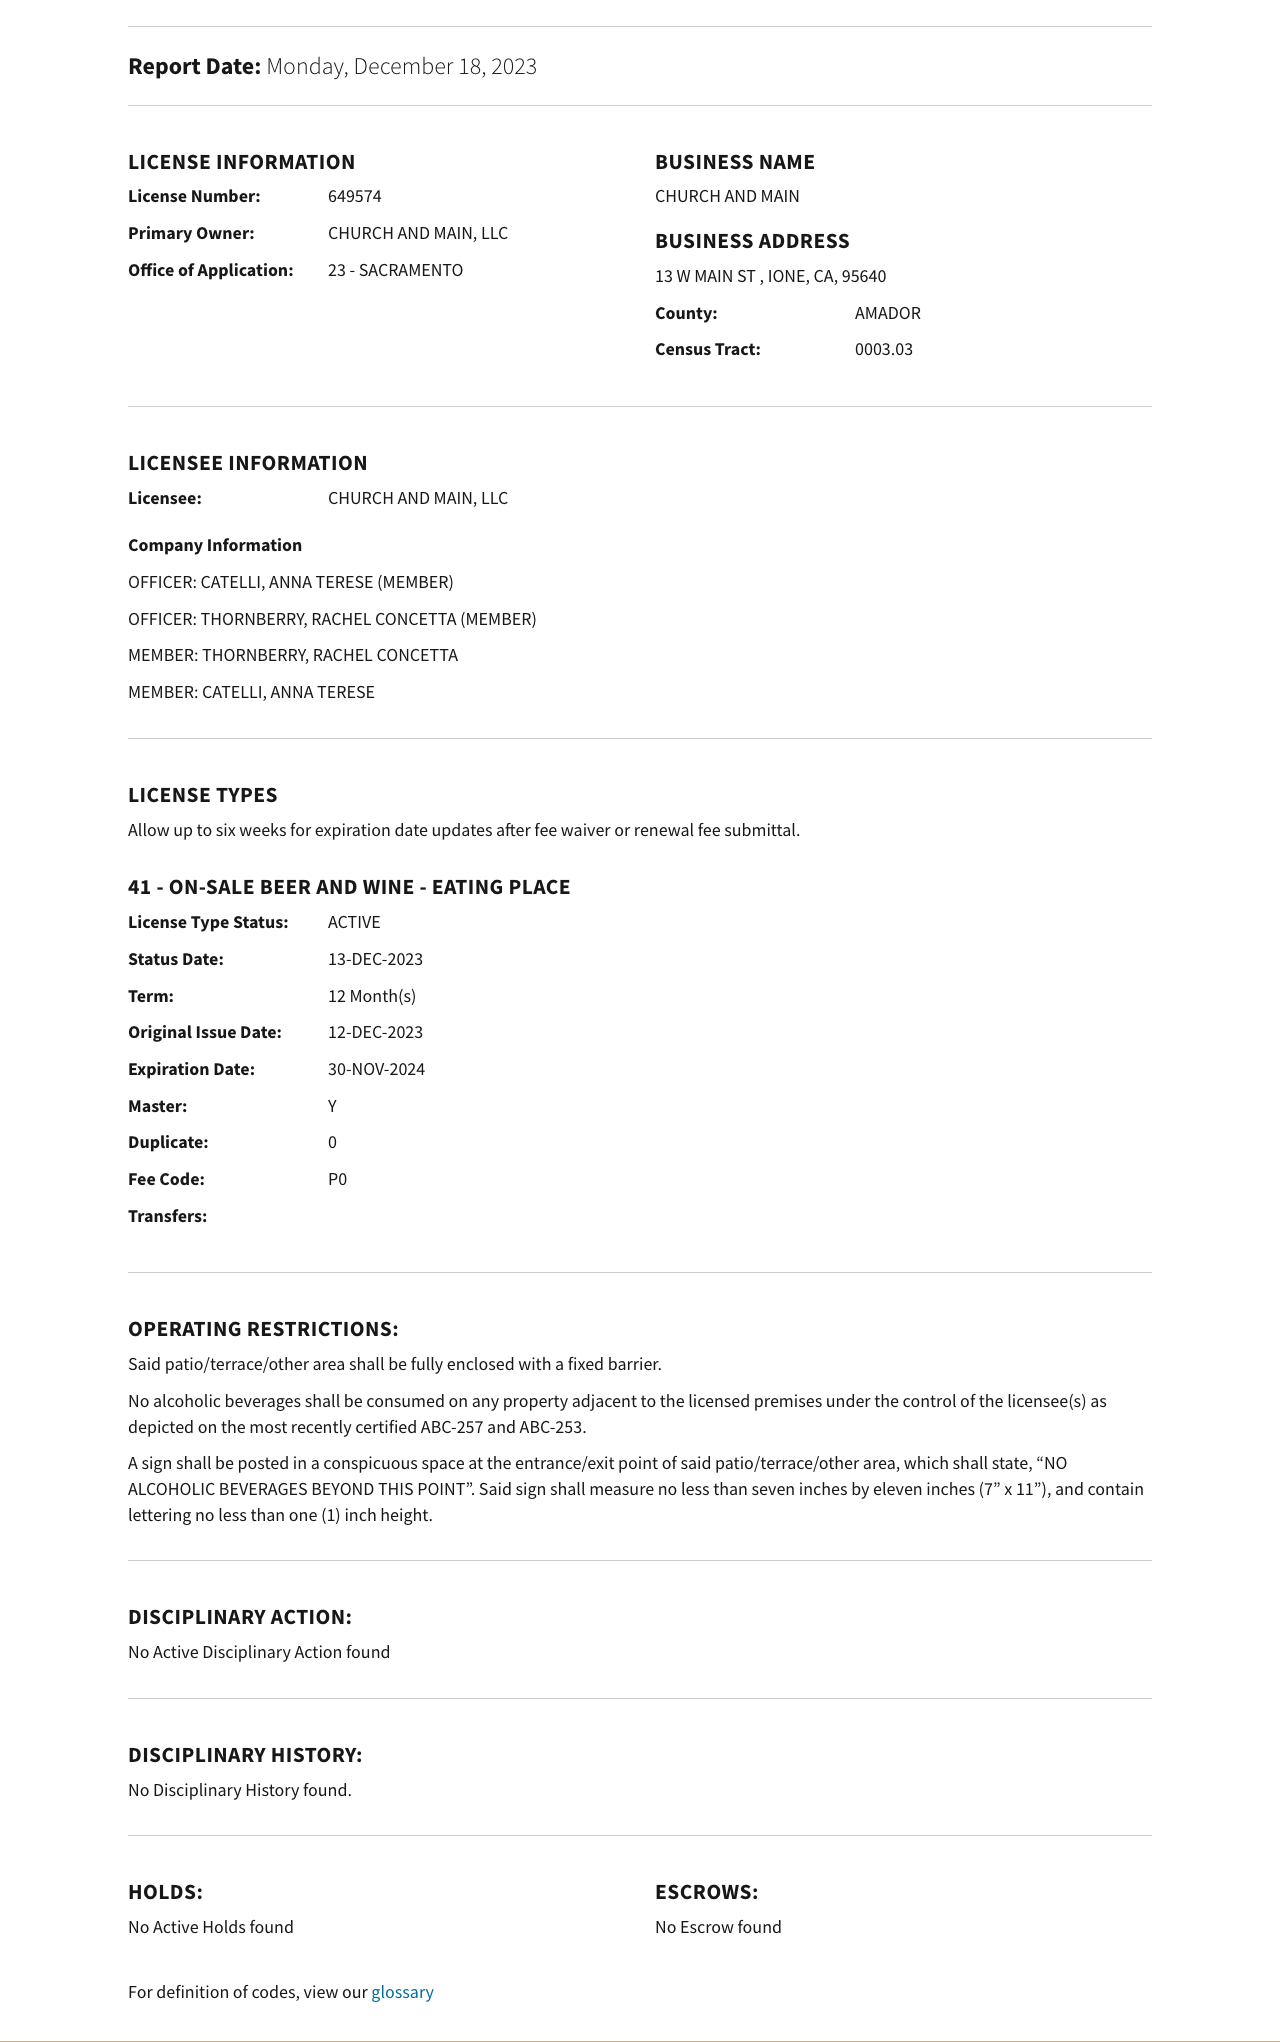 Report Date: Monday, December 18, 2023
LICENSE INFORMATION
License Number: 649574
Primary Owner: CHURCH AND MAIN, LLC
Office of Application: 23 - SACRAMENTO
BUSINESS NAME
CHURCH AND MAIN
BUSINESS ADDRESS
13 W MAIN ST , IONE, CA, 95640
County: AMADOR
Census Tract: 0003.03
LICENSEE INFORMATION
Licensee: CHURCH AND MAIN, LLC
Company Information
OFFICER: CATELLI, ANNA TERESE (MEMBER)
OFFICER: THORNBERRY, RACHEL CONCETTA (MEMBER)
MEMBER: THORNBERRY, RACHEL CONCETTA
MEMBER: CATELLI, ANNA TERESE
LICENSE TYPES
Allow up to six weeks for expiration date updates after fee waiver or renewal fee submittal.
41 - ON-SALE BEER AND WINE - EATING PLACE
License Type Status: ACTIVE
Status Date: 13-DEC-2023
Term: 12 Month(s)
Original Issue Date: 12-DEC-2023
Expiration Date: 30-NOV-2024
Master: Y
Duplicate: 0
Fee Code: P0
Transfers:
OPERATING RESTRICTIONS:
Said patio/terrace/other area shall be fully enclosed with a fixed barrier.
No alcoholic beverages shall be consumed on any property adjacent to the licensed premises under the control of the licensee(s) as
depicted on the most recently certified ABC-257 and ABC-253.
A sign shall be posted in a conspicuous space at the entrance/exit point of said patio/terrace/other area, which shall state, “NO
ALCOHOLIC BEVERAGES BEYOND THIS POINT”. Said sign shall measure no less than seven inches by eleven inches (7” x 11”), and contain
lettering no less than one (1) inch height.
DISCIPLINARY ACTION:
No Active Disciplinary Action found
DISCIPLINARY HISTORY:
No Disciplinary History found.
HOLDS:
No Active Holds found
ESCROWS:
No Escrow found
For definition of codes, view our glossary